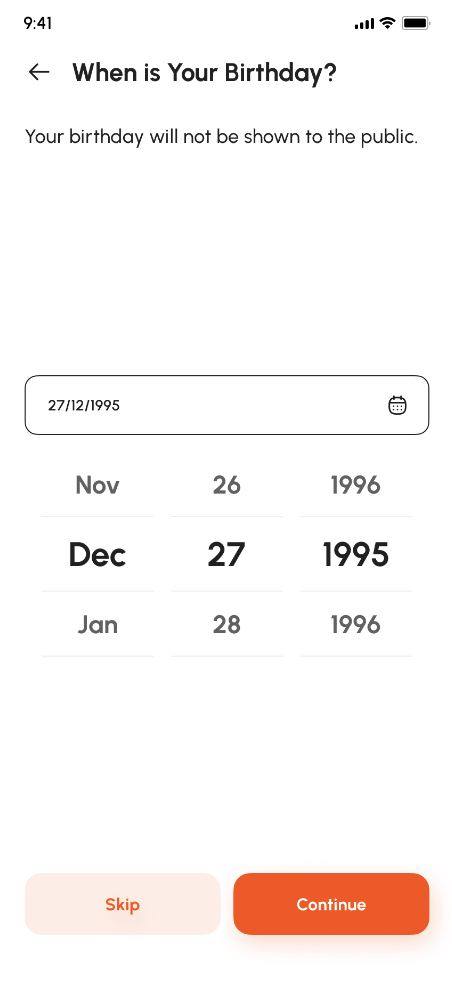 9:41
When is Your Birthday?
Your birthday will not be shown to the public.
27/12/1995
Nov 26 1996
Dec 27 1995
Jan 28 1996
Skip Continue